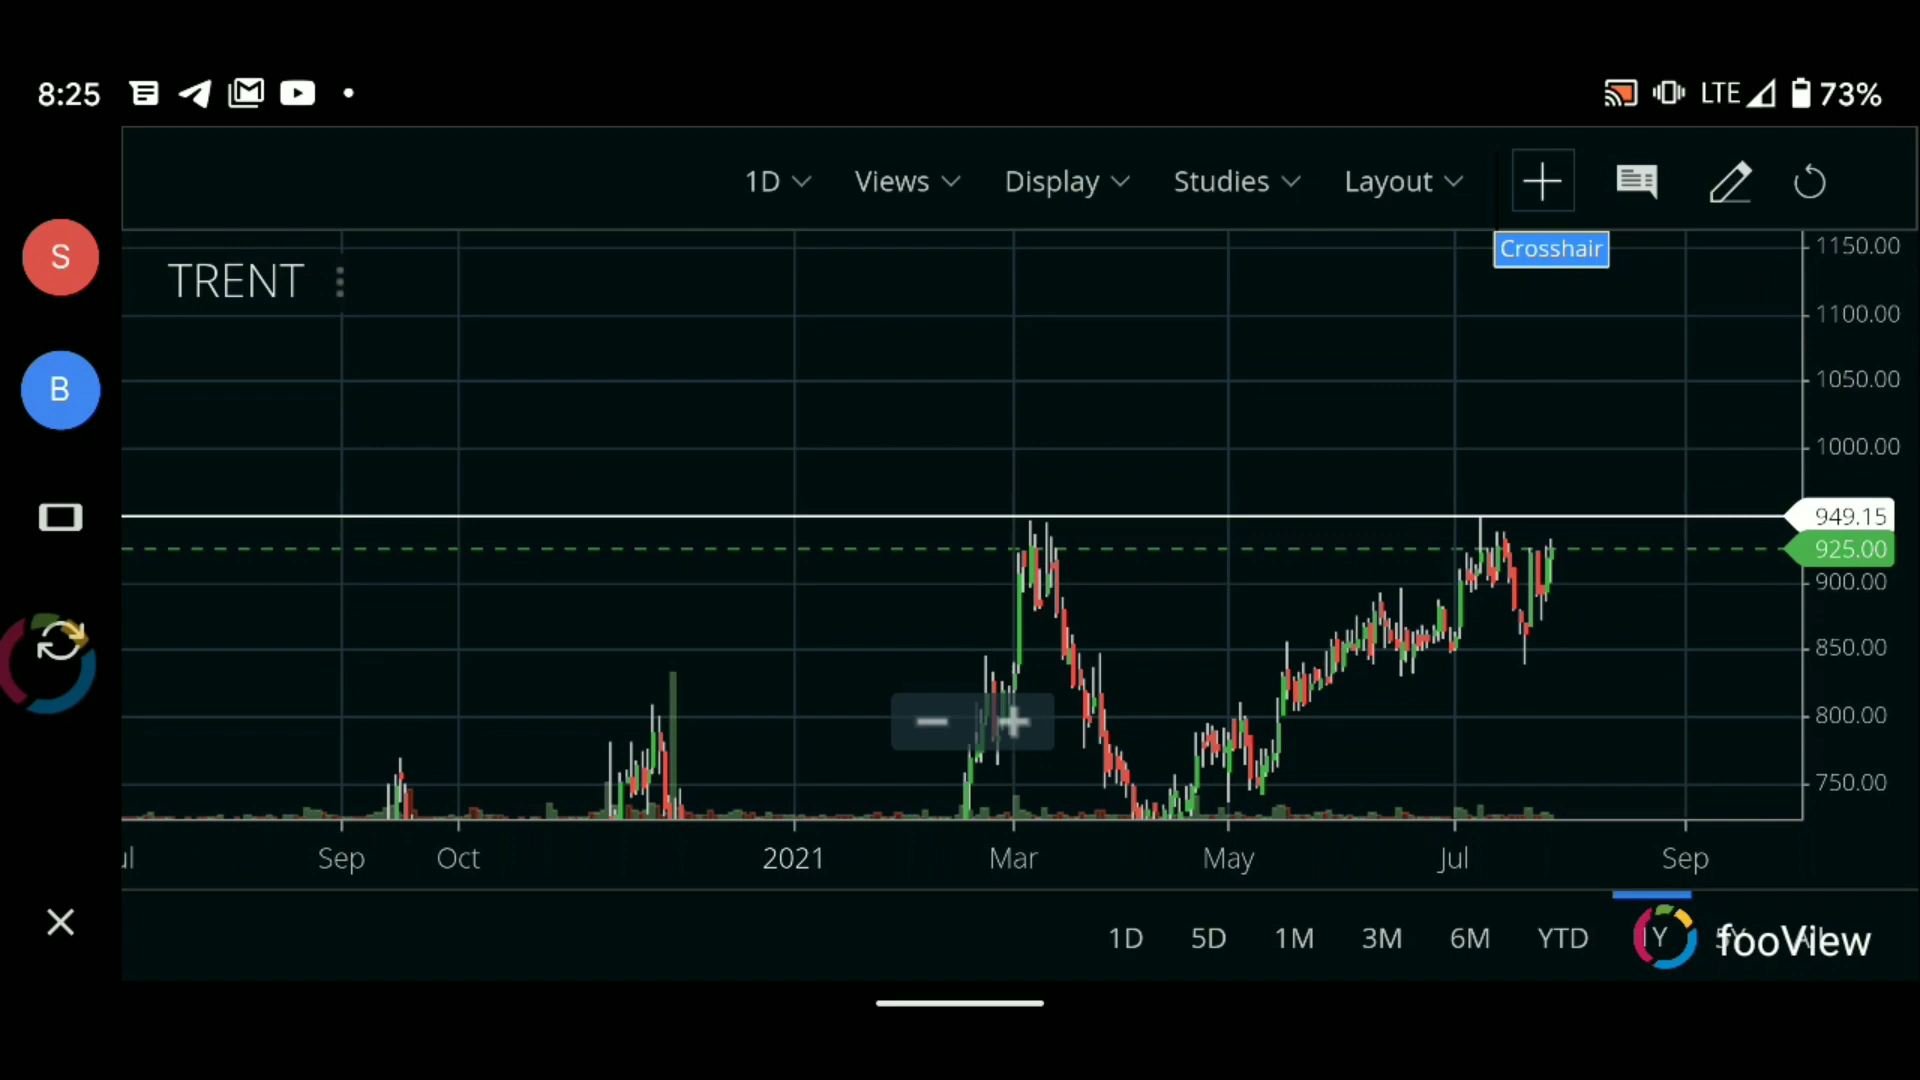 8:25
LTE 73%
1D Views Display Studies Layout
Crosshair
S
TRENT
B
1150.00
1100.00
1050.00
1000.00
949.15
925.00
900.00
850.00
800.00
750.00
Sep Oct 2021 Mar May Jul Sep
1D 5D 1M 3M 6M YTD 1Y fooView